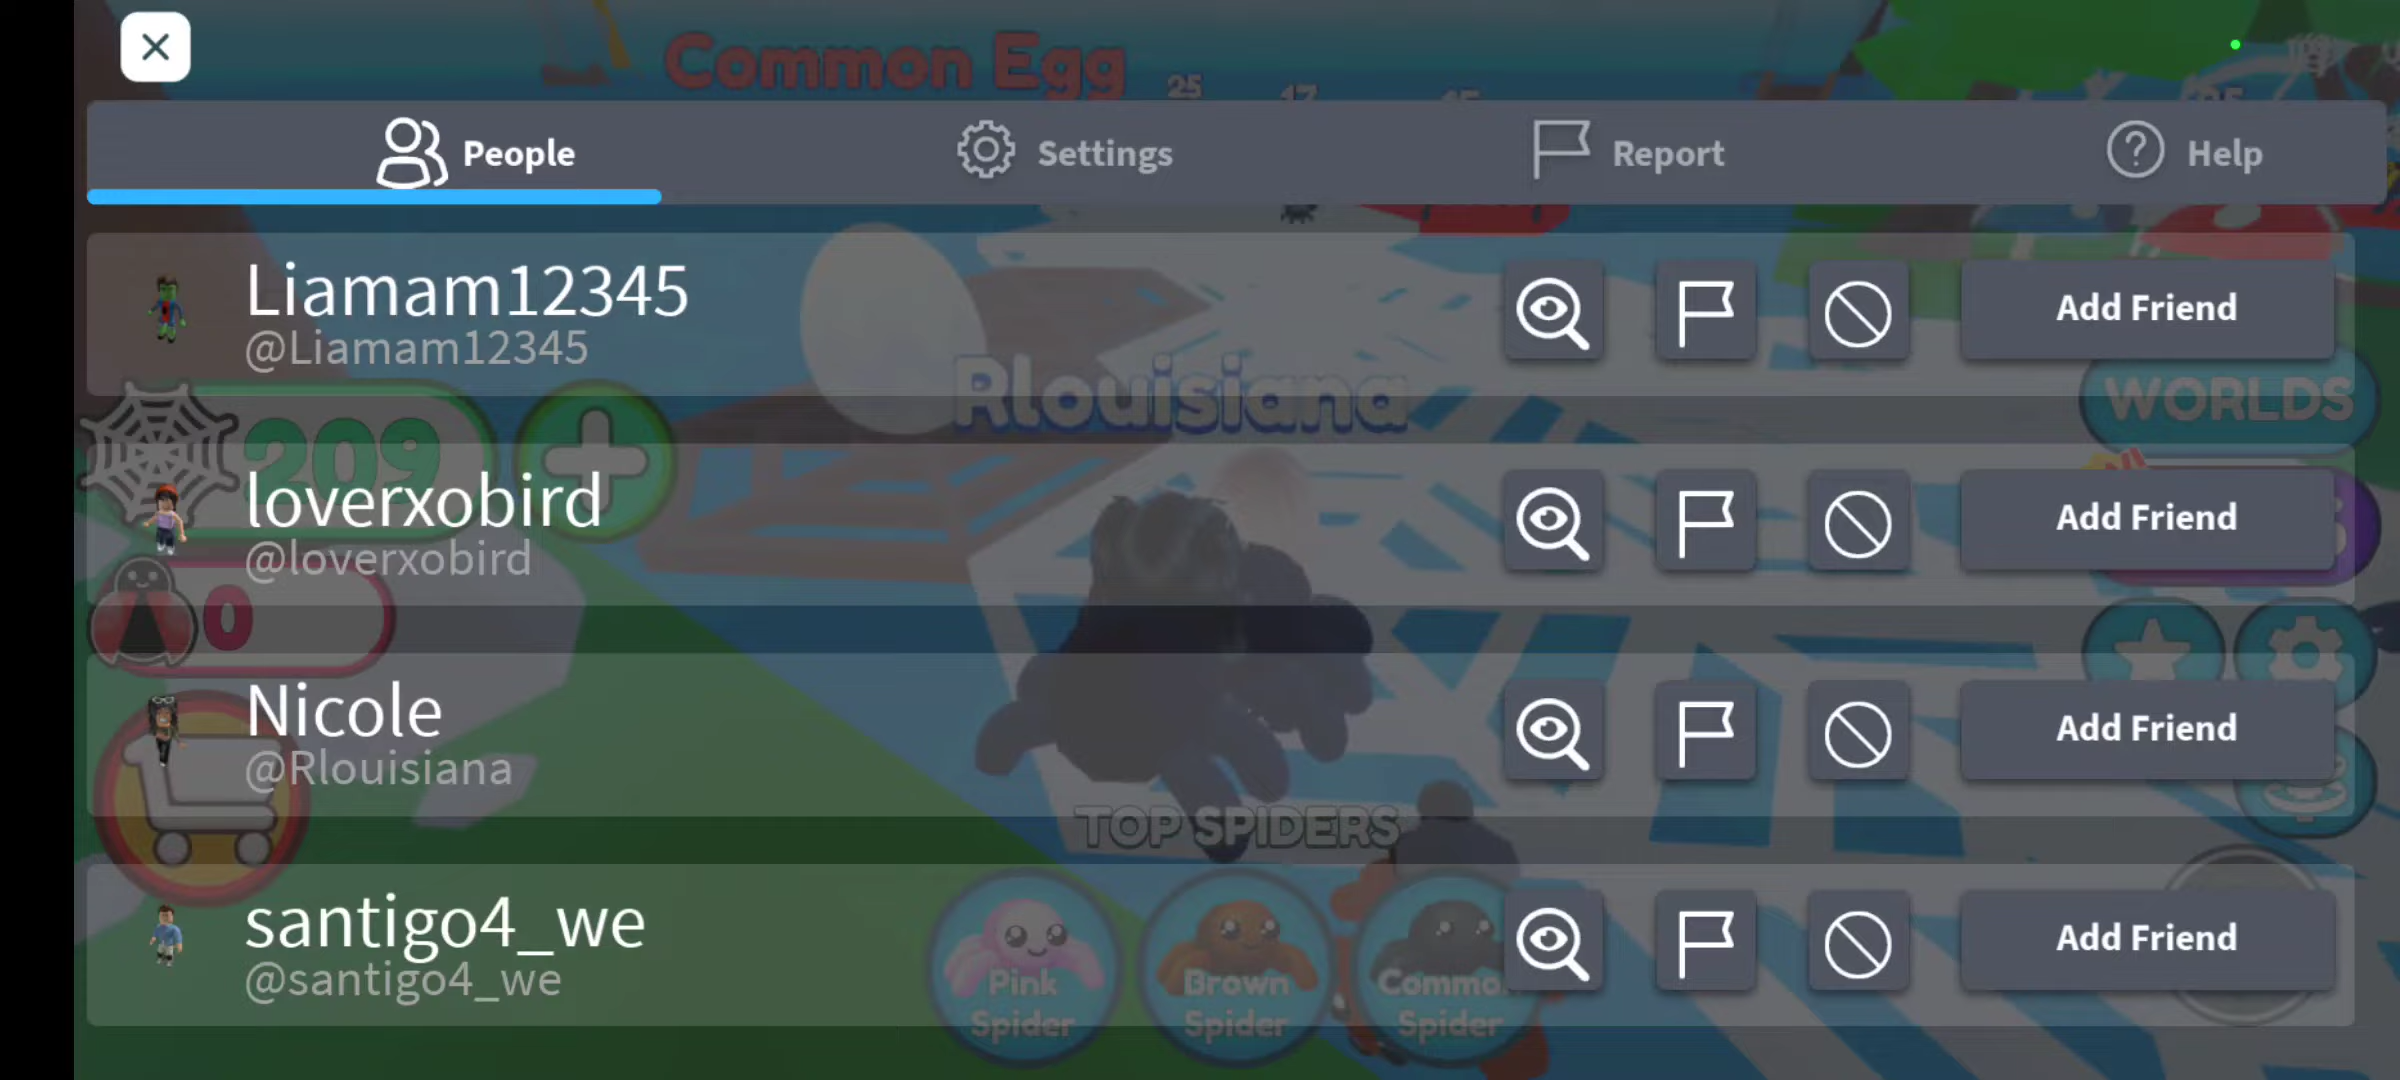 Common Egg
25
People
Settings
Report
Help
Liamam12345
@Liamam12345
Add Friend
Rlouisiana
WORLDS
209
loverxobird
@loverxobird
Add Friend
0
Nicole
@Rlouisiana
Add Friend
TOP SPIDERS
santigo4_we
@santigo4_we
Add Friend
Pink
Spider
Brown
Spider
Spider